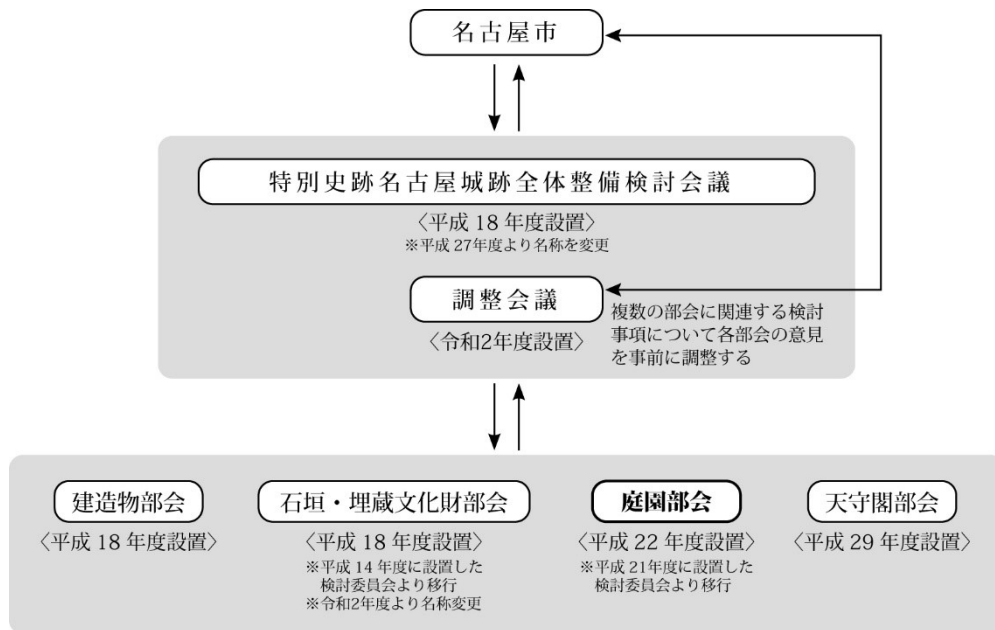 名古屋市
特別史跡名古屋城跡全体整備検討会議
〈平成 18 年度設置〉
※平成 27年度より名称を変更
調整会議
〈令和2年度設置〉
複数の部会に関連する検討
事項について各部会の意見
を事前に調整する
建造物部会
〈平成 18 年度設置〉
石垣・埋蔵文化財部会
〈平成 18 年度設置〉
※平成 14 年度に設置した
検討委員会より移行
※令和2年度より名称変更
庭園部会
〈平成 22 年度設置〉
※平成 21年度に設置した
検討委員会より移行
天守閣部会
〈平成 29 年度設置〉